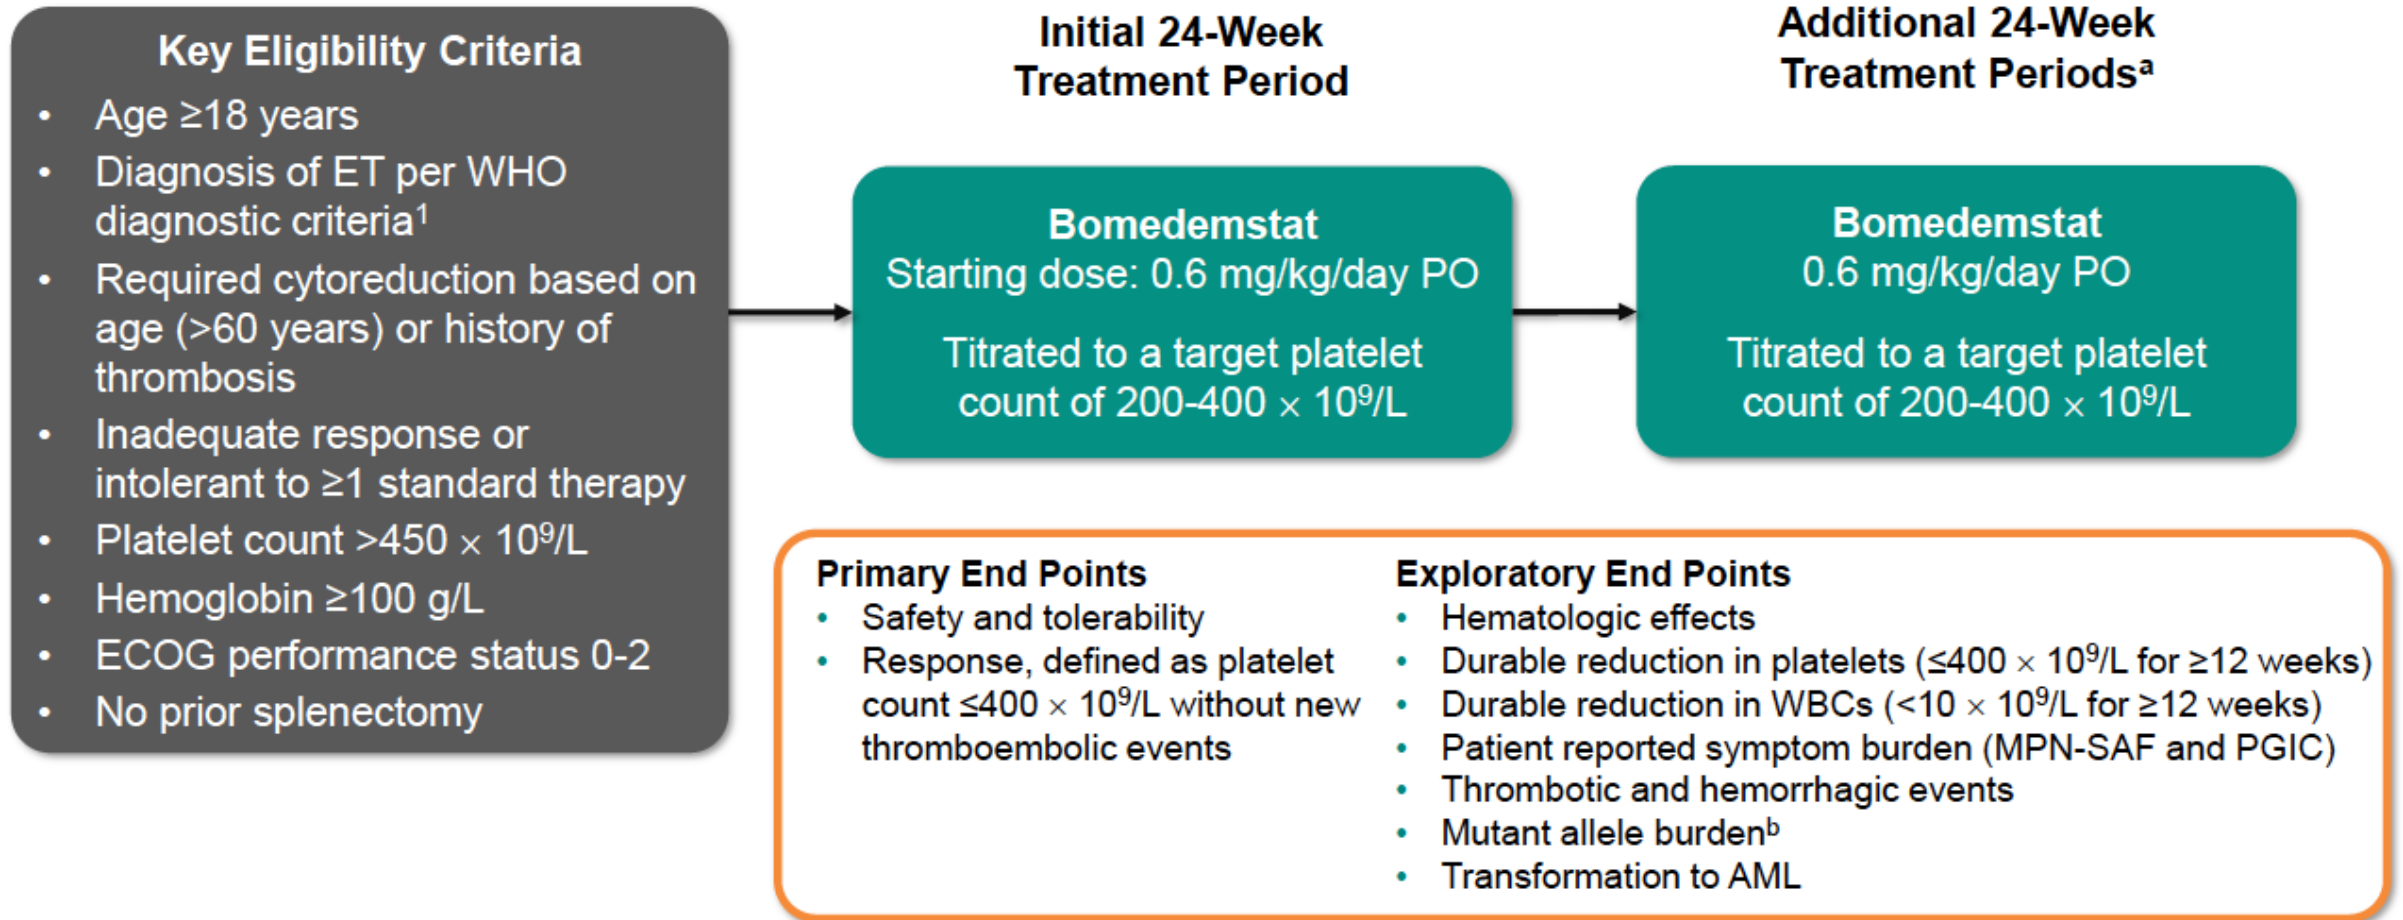 Key Eligibility Criteria
• Age ≥18 years
• Diagnosis of ET per WHO
diagnostic criteria¹
• Required cytoreduction based on
age (>60 years) or history of
thrombosis
• Inadequate response or
intolerant to ≥1 standard therapy
• Platelet count >450 × 10⁹/L
• Hemoglobin ≥100 g/L
• ECOG performance status 0-2
• No prior splenectomy
Initial 24-Week
Treatment Period
Bomedemstat
Starting dose: 0.6 mg/kg/day PO
Titrated to a target platelet
count of 200-400 × 10⁹/L
Additional 24-Week
Treatment Periodsᵃ
Bomedemstat
0.6 mg/kg/day PO
Titrated to a target platelet
count of 200-400 × 10⁹/L
Primary End Points
• Safety and tolerability
• Response, defined as platelet
count ≤400 × 10⁹/L without new
thromboembolic events
Exploratory End Points
• Hematologic effects
• Durable reduction in platelets (≤400 × 10⁹/L for ≥12 weeks)
• Durable reduction in WBCs (<10 × 10⁹/L for ≥12 weeks)
• Patient reported symptom burden (MPN-SAF and PGIC)
• Thrombotic and hemorrhagic events
• Mutant allele burdenᵇ
• Transformation to AML